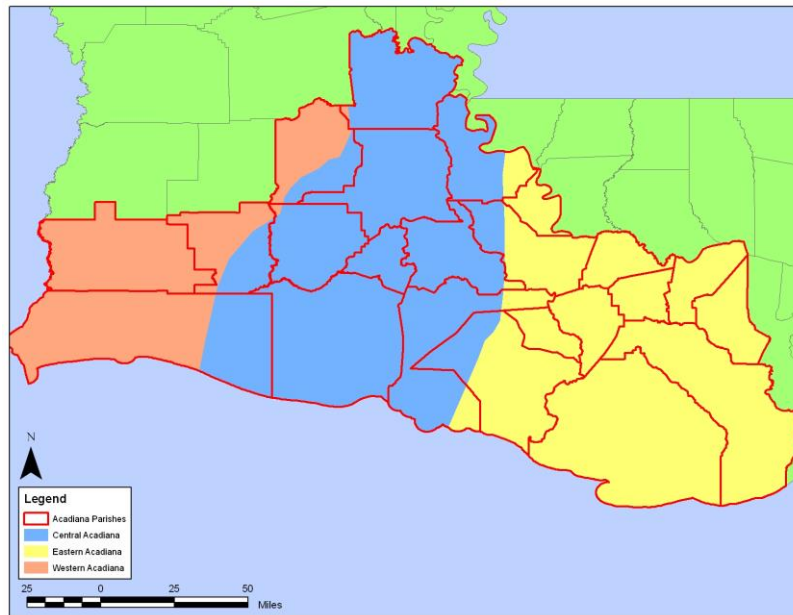 N
Legend
Acadiana Parishes
Central Acadiana
Eastern Acadiana
Western Acadiana
25 0 25 50
Miles